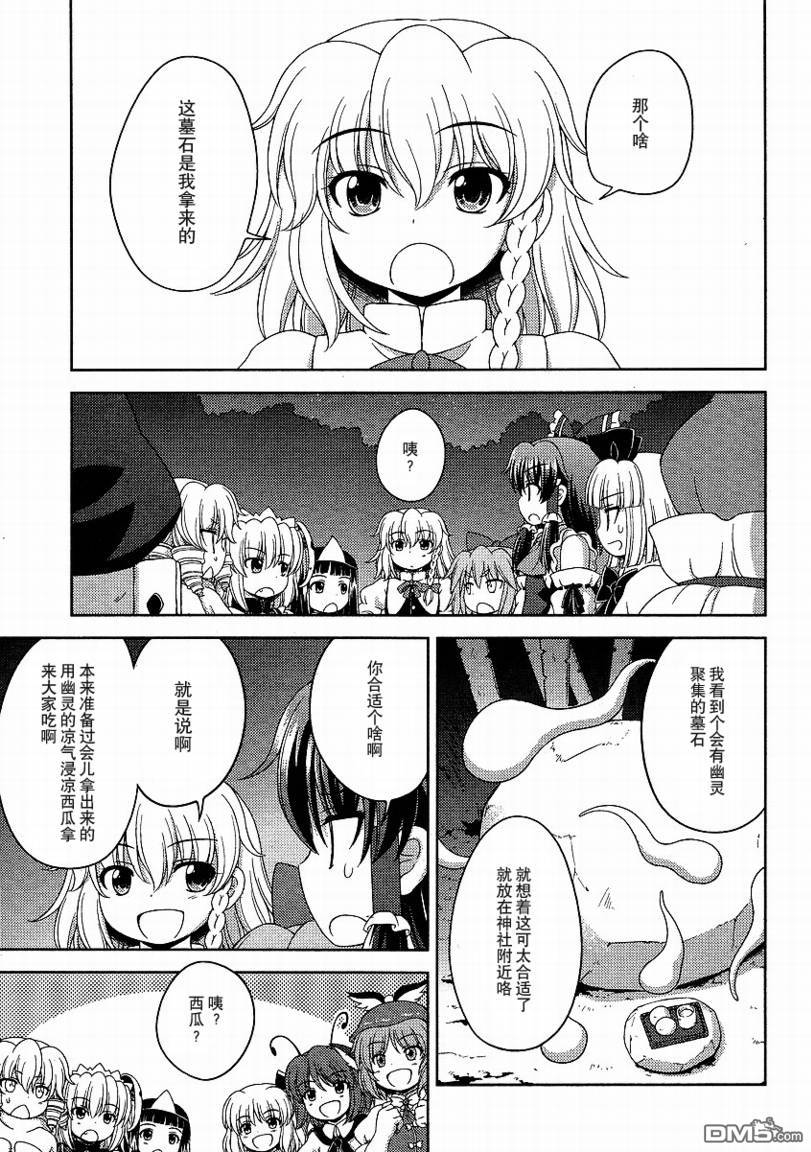 那个啥
这墓石是我拿来的
咦？
我看到个会有幽灵
聚集的墓石
就想着这可太合适了
就放在神社附近咯
你合适个啥啊
就是说啊
本来准备过会儿拿出来的
用幽灵的凉气浸凉西瓜拿
来大家吃啊
咦？
西瓜？
DM5.com